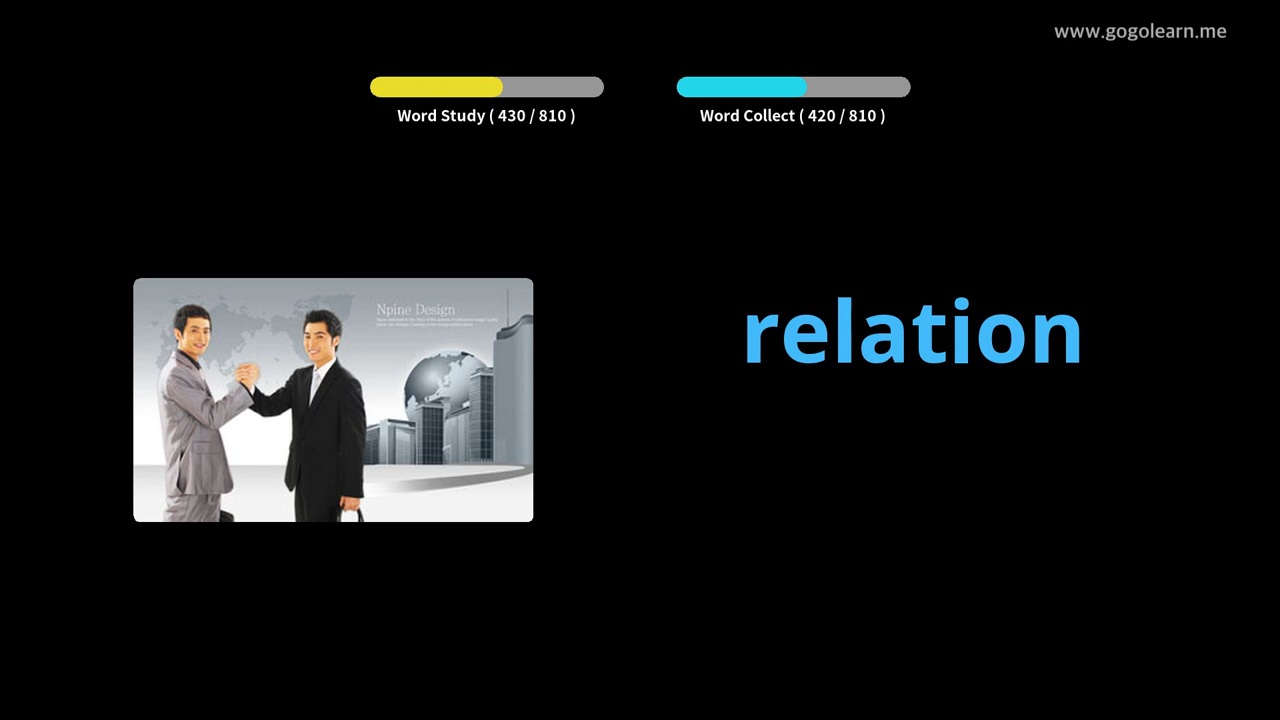 www.gogolearn.me
Word Study ( 430 / 810 )
Word Collect ( 420 / 810 )
Npine Design
relation